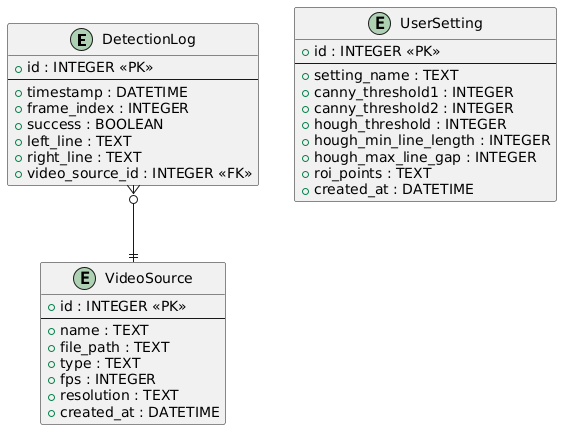 E DetectionLog
id : INTEGER «PK»
timestamp : DATETIME
frame_index : INTEGER
success : BOOLEAN
left_line : TEXT
right_line : TEXT
video_source_id : INTEGER «FK»
E UserSetting
id : INTEGER «PK»
setting_name : TEXT
canny_threshold1 : INTEGER
canny_threshold2 : INTEGER
hough_threshold : INTEGER
hough_min_line_length : INTEGER
hough_max_line_gap : INTEGER
roi_points : TEXT
created_at : DATETIME
E VideoSource
id : INTEGER «PK»
name : TEXT
file_path : TEXT
type : TEXT
fps : INTEGER
resolution : TEXT
created_at : DATETIME